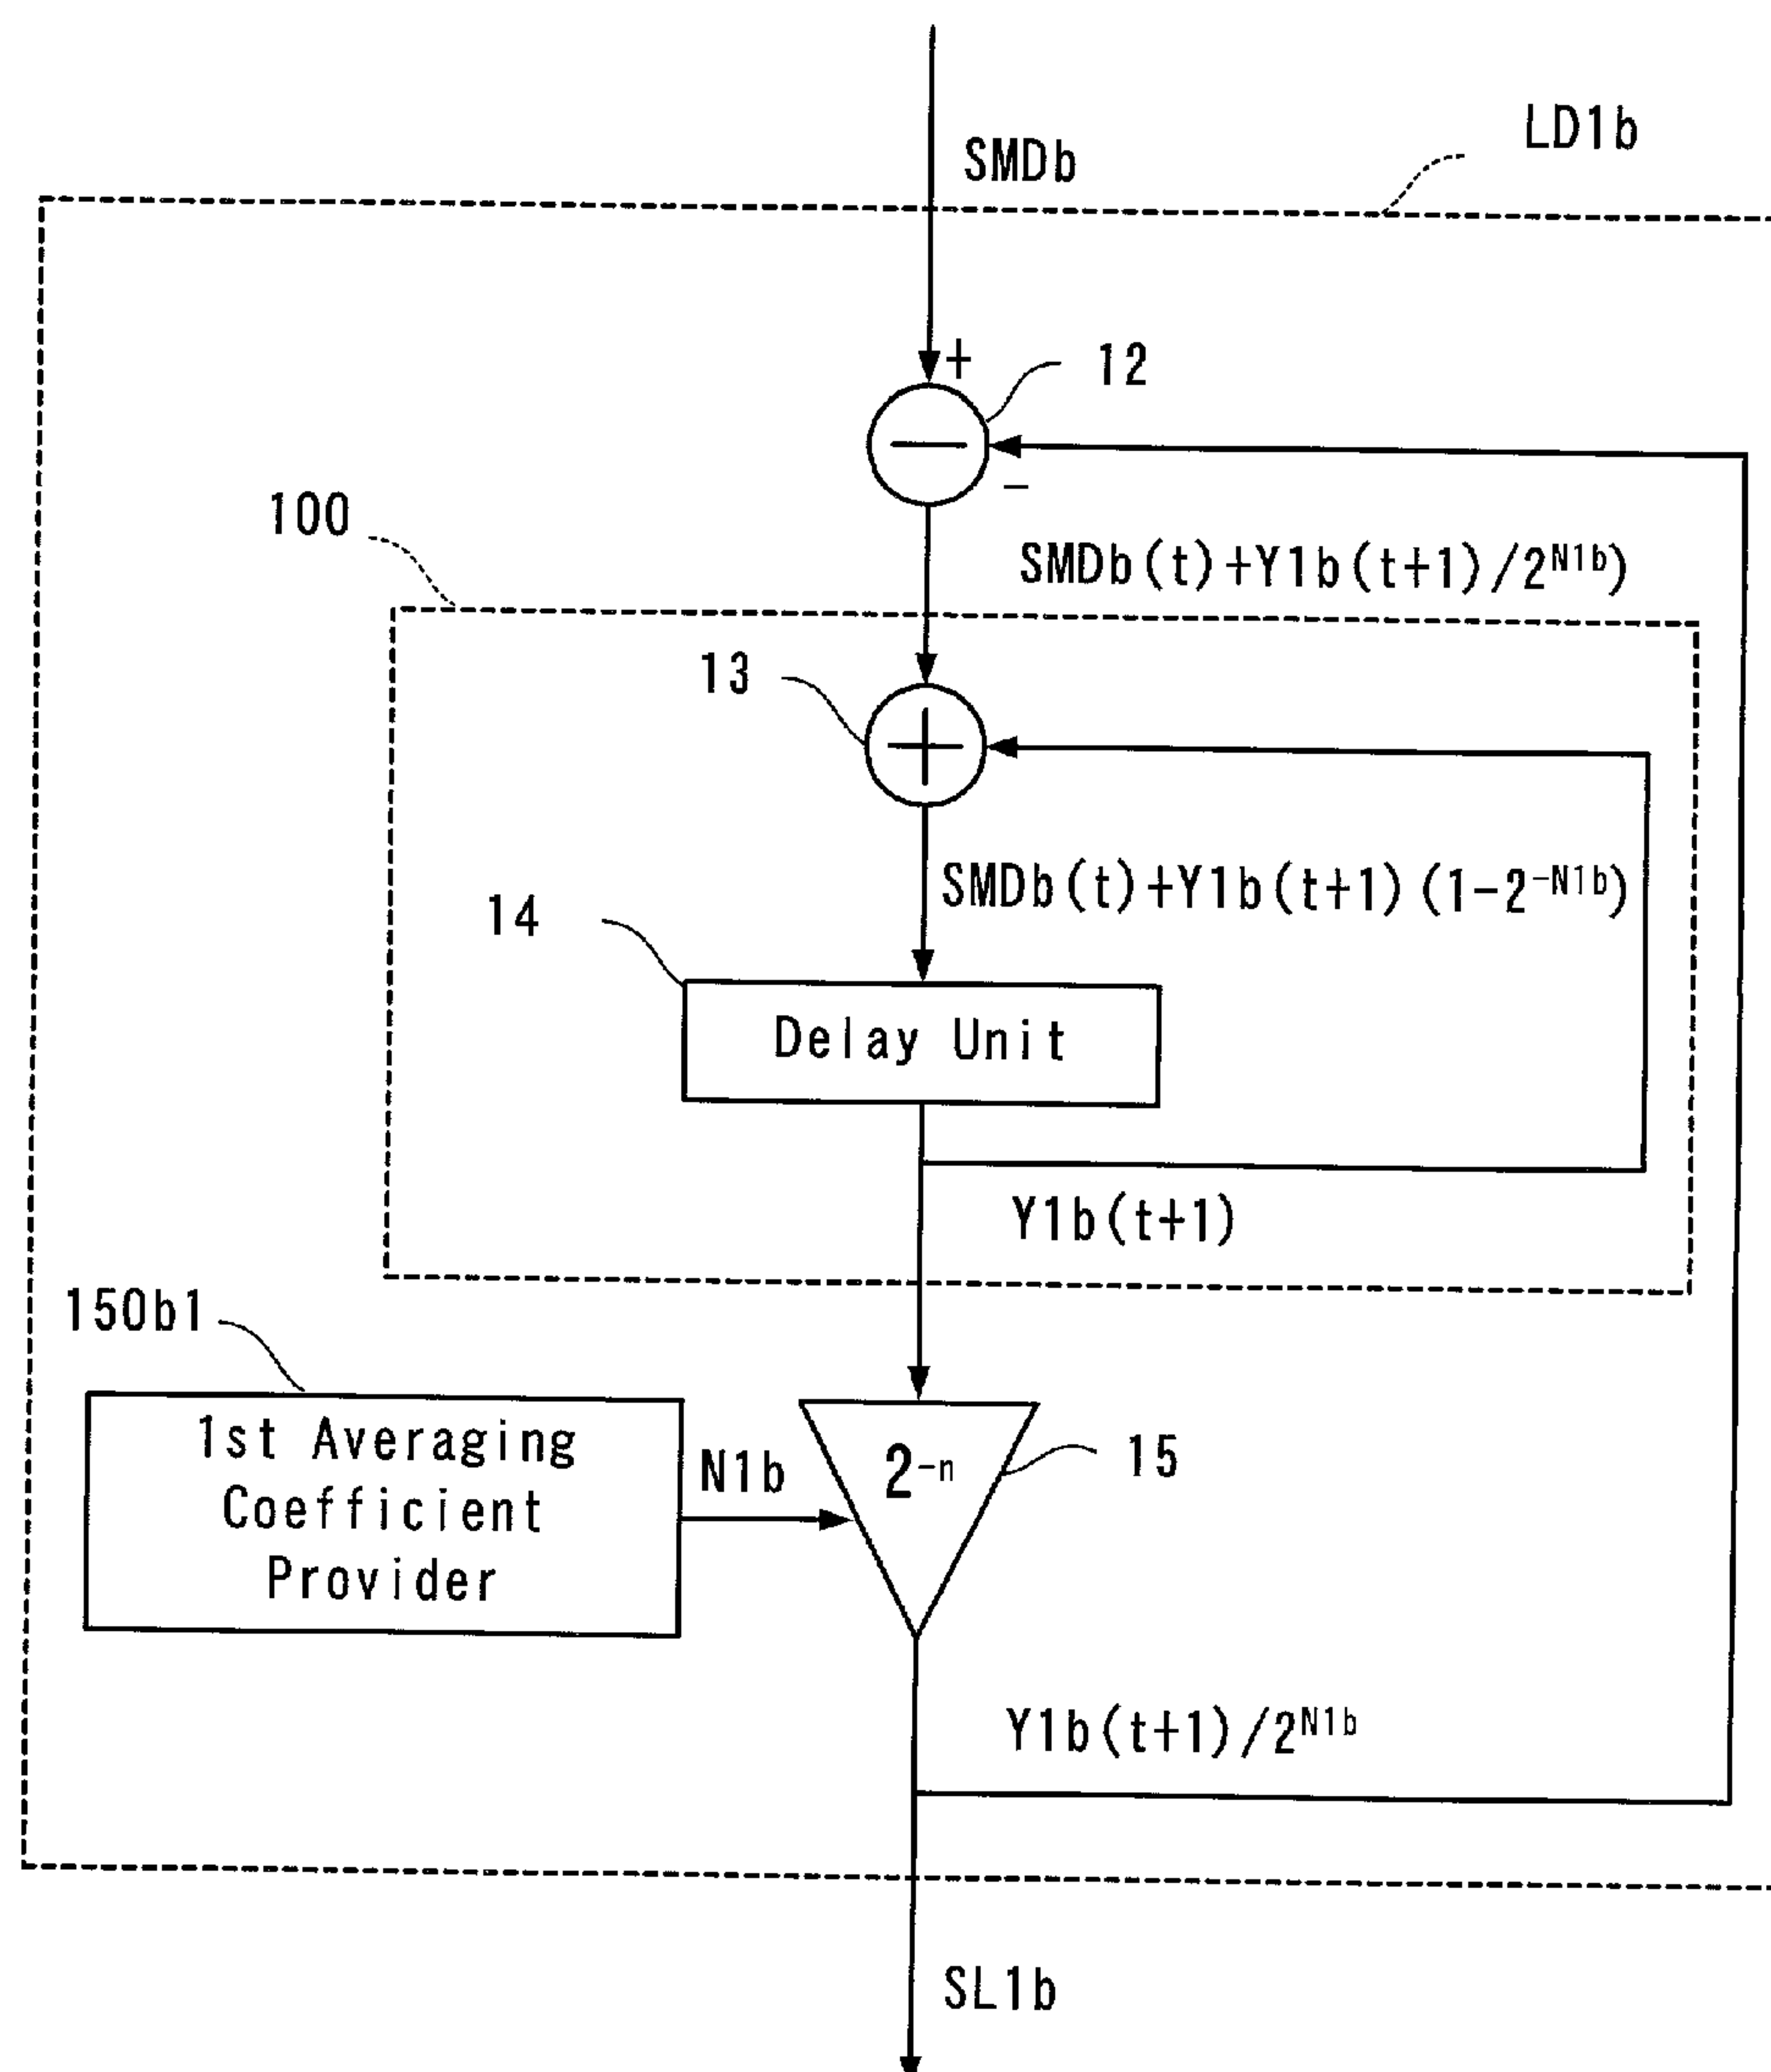 LD1b
SMDb
+
12
−
-
100
SMDb(t)+Y1b(t+1)/2^N1b)
13
+
SMDb(t)+Y1b(t+1)(1-2^-N1b)
14
Delay Unit
Y1b(t+1)
150b1
1st Averaging
Coefficient
Provider
N1b
2^-n
15
Y1b(t+1)/2^N1b
SL1b